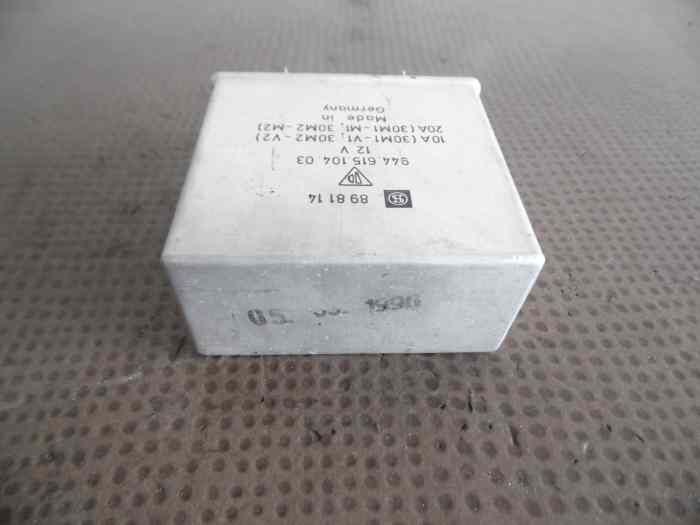 89 81 14
944. 615. 104. 03
12 V
10A (30M1-V1, 30M2-V2)
20A (30M1-M1, 30M2-M2)
Made in
Germany
05. 1990